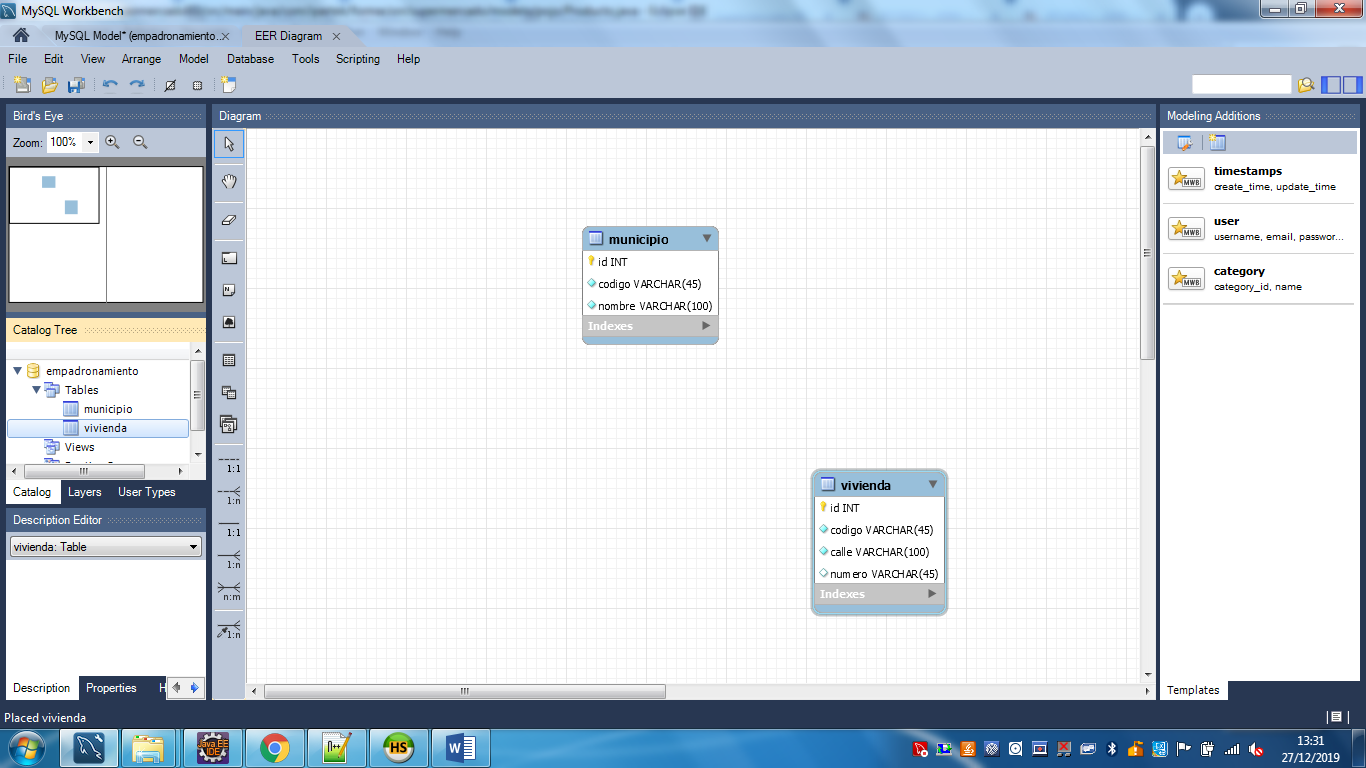 MySQL Workbench
MySQL Model* (empadronamiento...
EER Diagram
File Edit View Arrange Model Database Tools Scripting Help
Bird's Eye
Zoom: 100%
Catalog Tree
empadronamiento
Tables
municipio
vivienda
Views
Catalog Layers User Types
Description Editor
vivienda: Table
Description Properties H
Placed vivienda
Diagram
1:1
1:n
1:1
1:n
n:m
1:n
municipio
id INT
codigo VARCHAR(45)
nombre VARCHAR(100)
Indexes
vivienda
id INT
codigo VARCHAR(45)
calle VARCHAR(100)
numero VARCHAR(45)
Indexes
Modeling Additions
MWB
timestamps
create_time, update_time
MWB
user
username, email, passwor...
MWB
category
category_id, name
Templates
Java EE
IDE
HS
13:31
27/12/2019